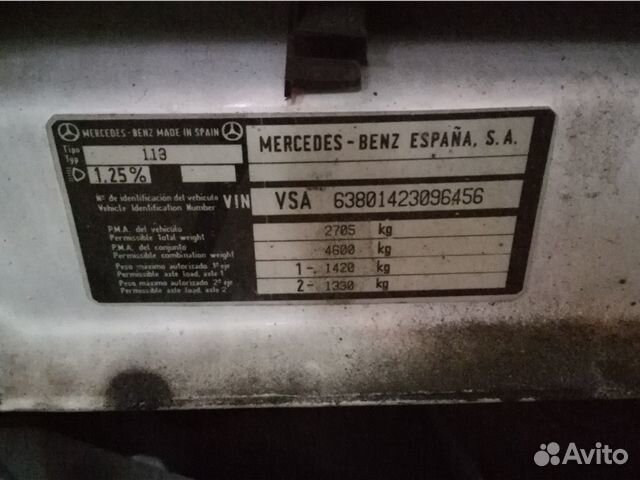 MERCEDES-BENZ MADE IN SPAIN
MERCEDES-BENZ ESPAÑA, S.A.
Tipo
Typ
113
1.25%
Nº de identificación del vehículo
Vehicle Identification Number
VIN
VSA 63801423096456
P.M.A. del vehículo
Permissible total weight
2705 kg
P.M.A. del conjunto
Permissible combination weight
4600 kg
Peso máximo autorizado 1º eje
Permissible axle load, axle 1
1-. 1420 kg
Peso máximo autorizado 2º eje
Permissible axle load, axle 2
2-. 1330 kg
Avito